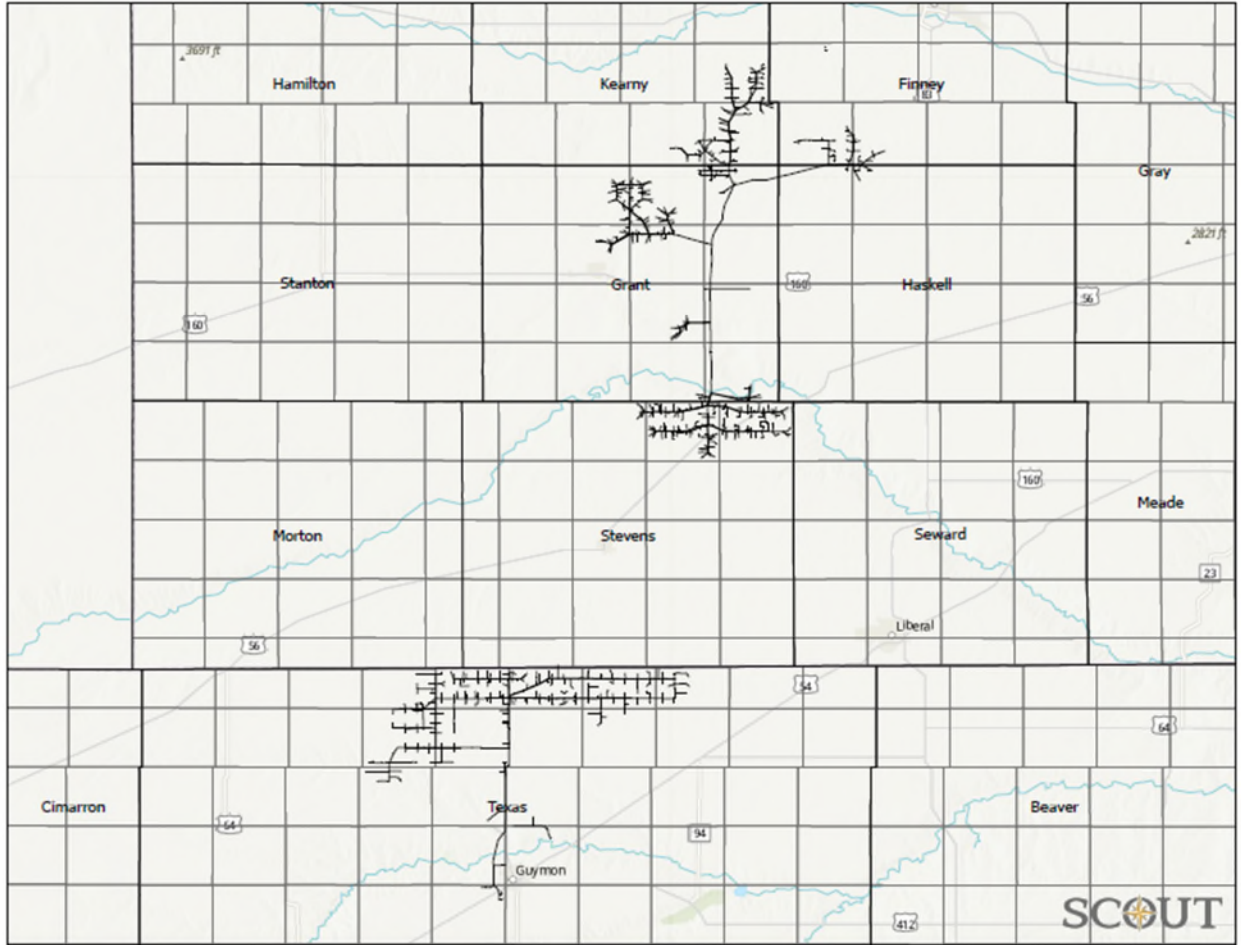 3691 ft
Hamilton
Kearny
Finney
83
Gray
2821 ft
Stanton
Grant
160
Haskell
56
160
160
Meade
Morton
Stevens
Seward
23
Liberal
56
54
64
Cimarron
Texas
Beaver
64
94
Guymon
412
SCOUT